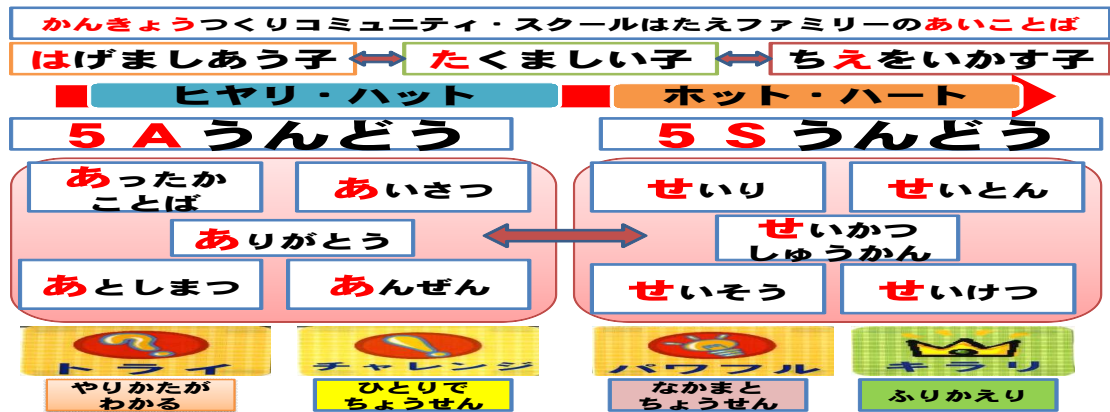 かんきょうつくりコミュニティ・スクールはたえファミリーのあいことば
はげましあう子
たくましい子
ちえをいかす子
ヒヤリ・ハット
ホット・ハート
5Aうんどう
5Sうんどう
あったか
ことば
あいさつ
ありがとう
あとしまつ
あんぜん
せいり
せいとん
せいかつ
しゅうかん
せいそう
せいけつ
トライ
チャレンジ
パワフル
キラリ
やりかたが
わかる
ひとりで
ちょうせん
なかまと
ちょうせん
ふりかえり